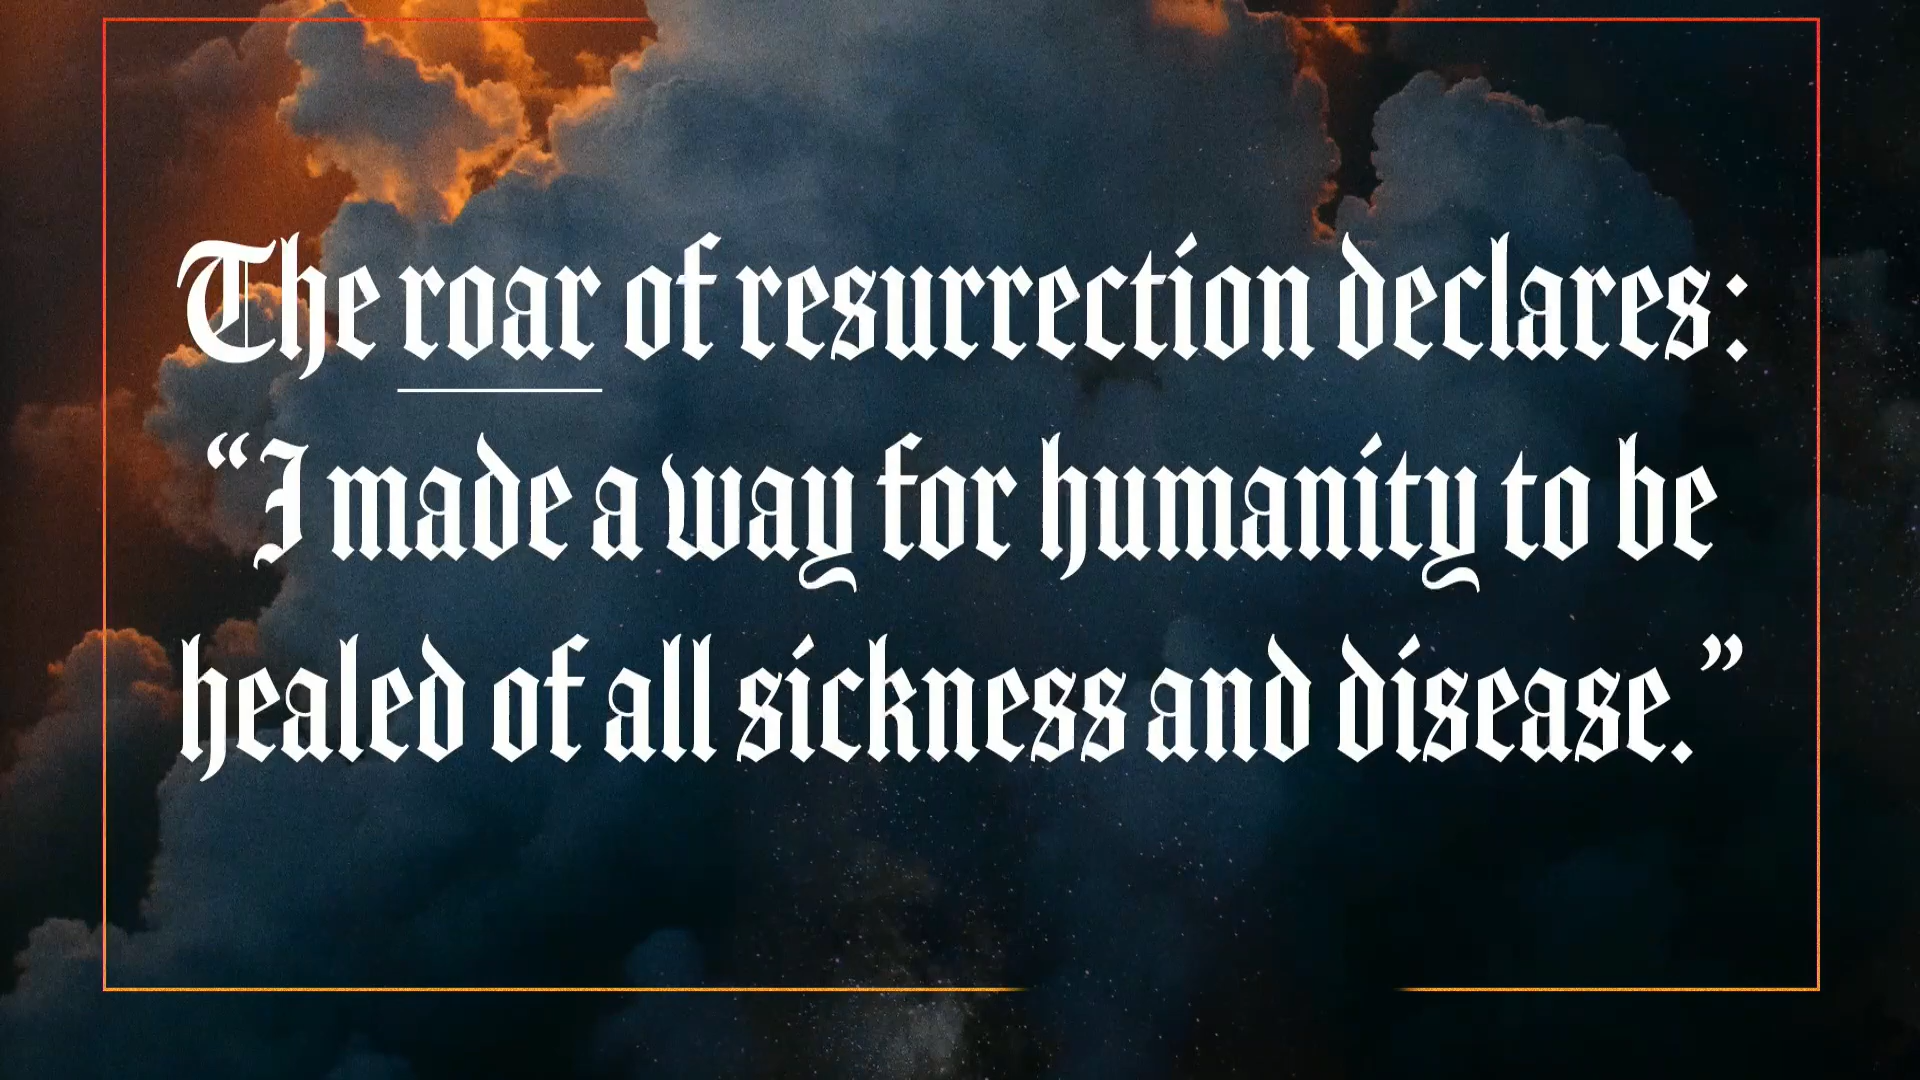 The roar of resurrection declares:
“I made a way for humanity to be
healed of all sickness and disease.”